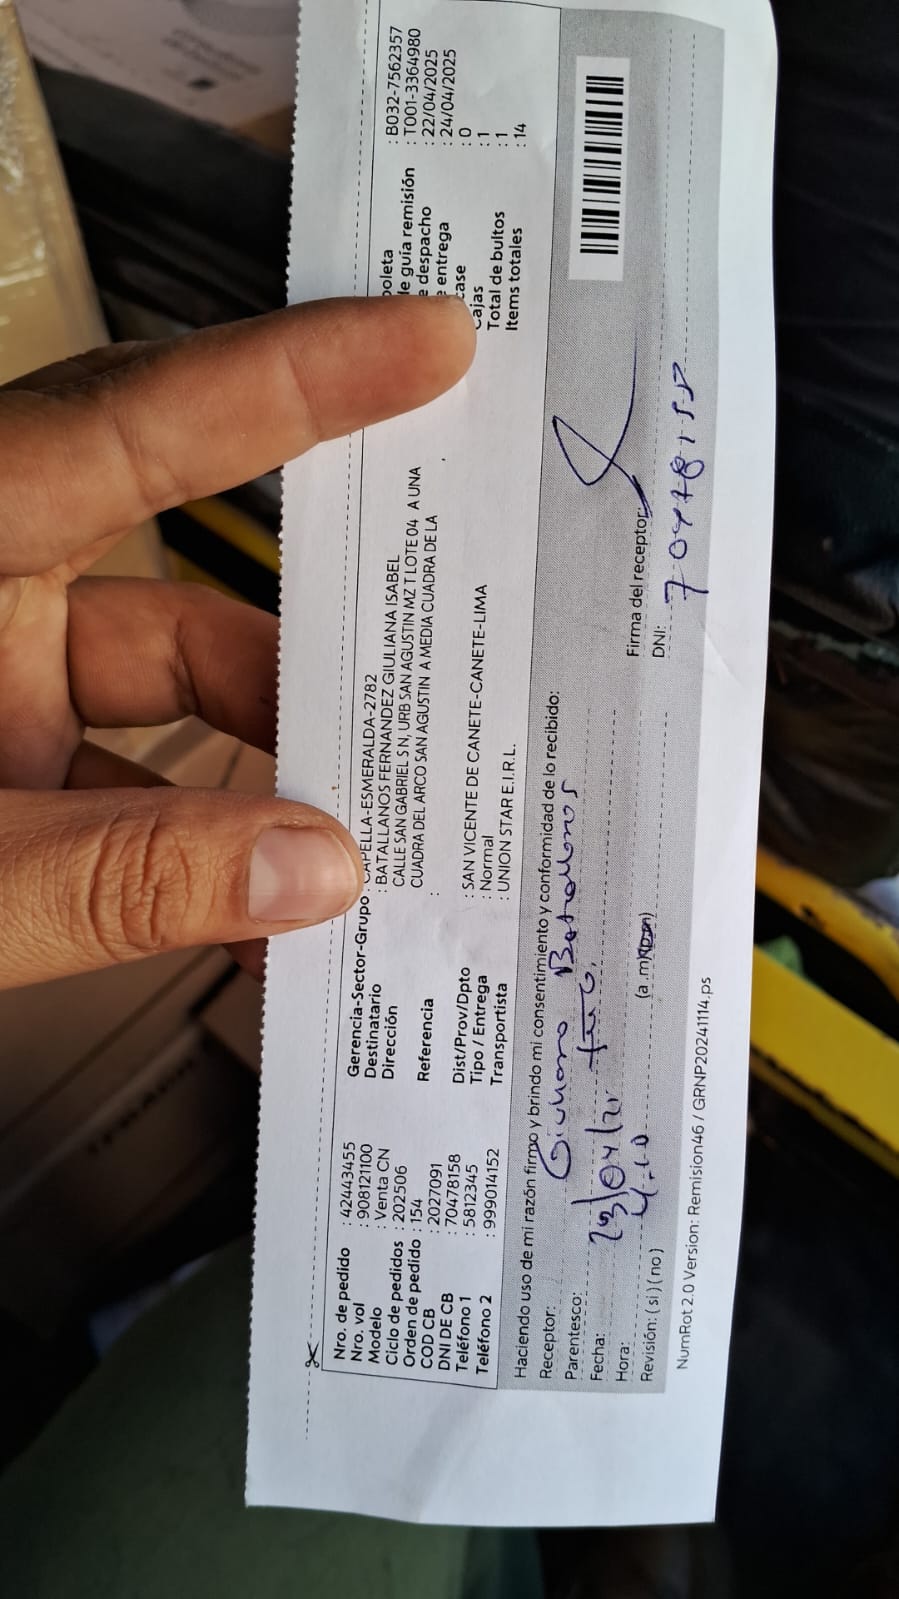 Nro. de pedido : 42443455
Nro. vol : 908121100
Modelo : Venta CN
Ciclo de pedidos : 202506
Orden de pedido : 154
COD CB : 2027091
DNI DE CB : 70478158
Teléfono 1 : 5812345
Teléfono 2 : 999014152
Gerencia-Sector-Grupo : CAPELLA-ESMERALDA-2782
Destinatario : BATALLANOS FERNANDEZ GIULIANA ISABEL
Dirección CALLE SAN GABRIEL S N, URB SAN AGUSTIN MZ T LOTE 04 A UNA
CUADRA DEL ARCO SAN AGUSTIN A MEDIA CUADRA DE LA
Referencia :
Dist/Prov/Dpto : SAN VICENTE DE CANETE-CANETE-LIMA
Tipo / Entrega : Normal
Transportista : UNION STAR E.I.R.L.
boleta : B032-7562357
le guía remisión : T001-3364980
e despacho : 22/04/2025
e entrega : 24/04/2025
case : 0
Cajas : 1
Total de bultos : 1
Items totales : 14
Haciendo uso de mi razón firmo y brindo mi consentimiento y conformidad de lo recibido:
Receptor: Batallanos
Parentesco:
Fecha:
Hora: 4:10 (a.m/p.m)
Revisión: ( si ) ( no )
Firma del receptor:
DNI: 70478158
NumRot 2.0 Version: Remision46 / GRNP20241114.ps